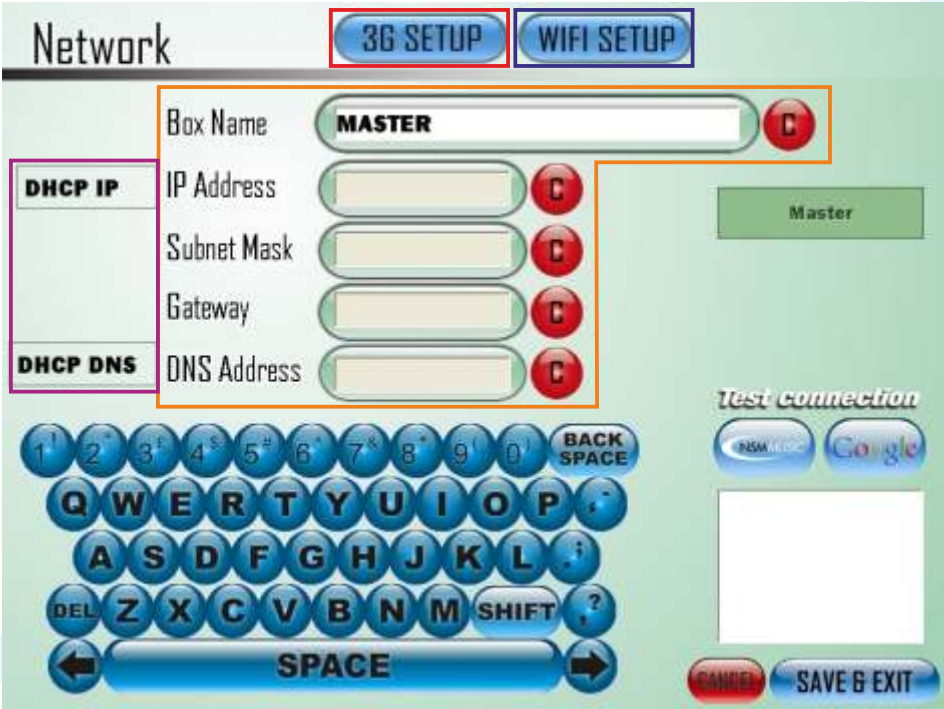 Network
3G SETUP
WIFI SETUP
Box Name
MASTER
C
DHCP IP
IP Address
C
Master
Subnet Mask
C
Gateway
C
DHCP DNS
DNS Address
C
Test connection
NSM MUSIC
Google
1 ! 2 " 3 £ 4 $ 5 # 6 ^ 7 & 8 * 9 ( 0 ) BACK SPACE
Q W E R T Y U I O P
A S D F G H J K L . ;
DEL Z X C V B N M SHIFT , ?
SPACE
CANCEL
SAVE & EXIT